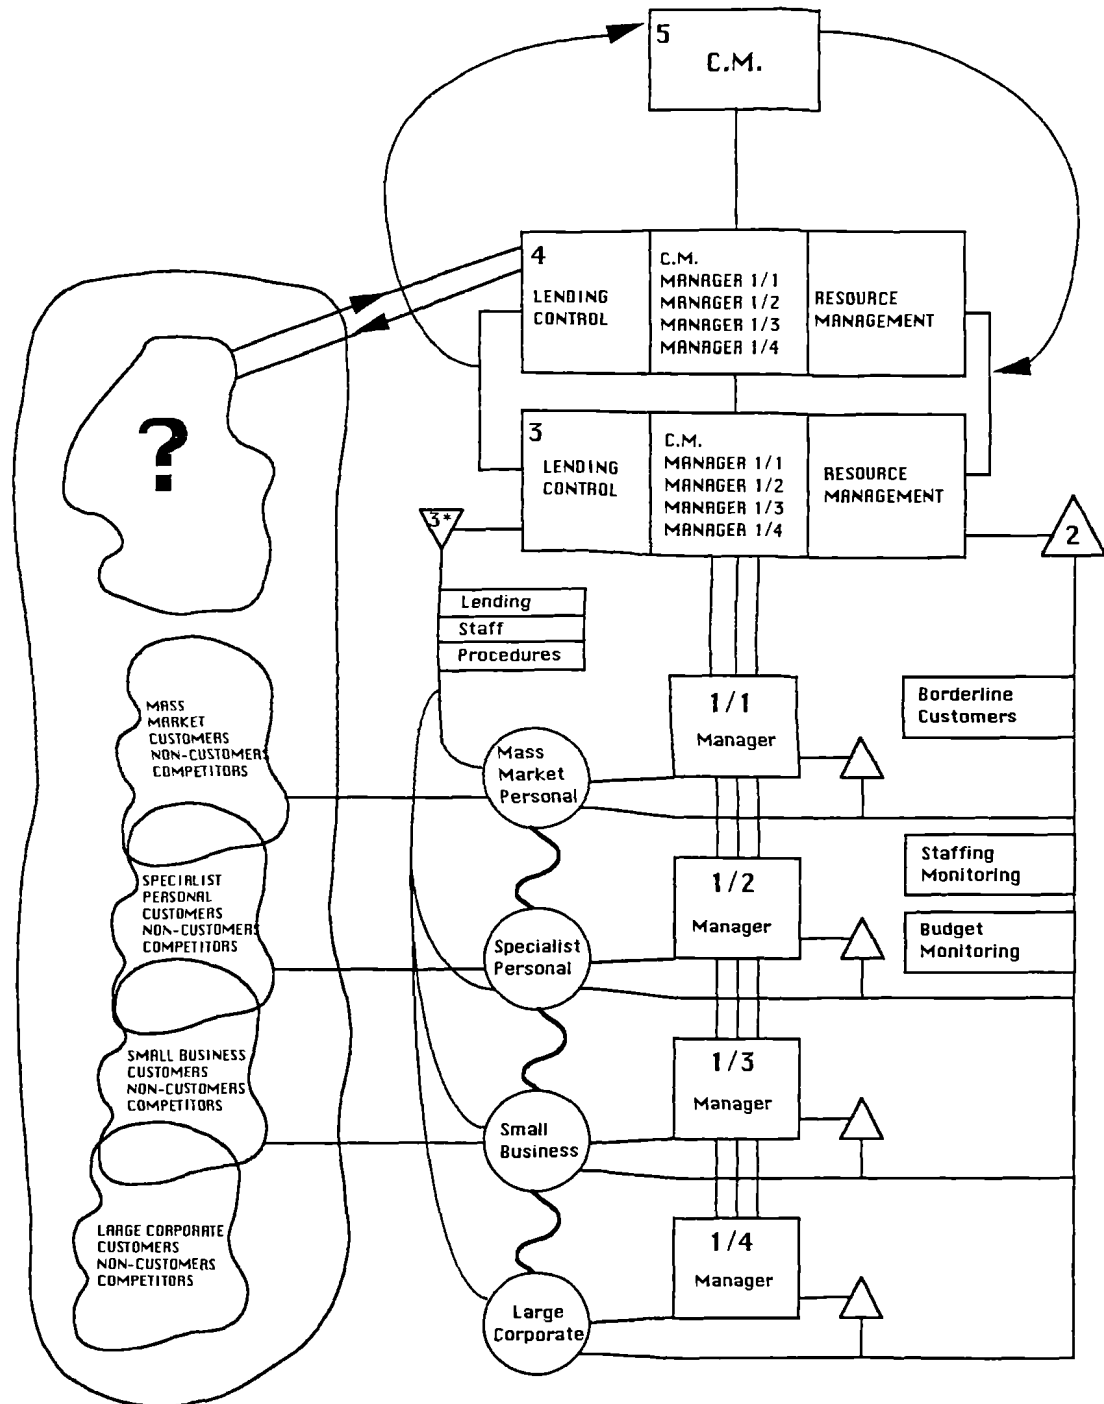 5
C.M.
4
LENDING
CONTROL
C.M.
MANAGER 1/1
MANAGER 1/2
MANAGER 1/3
MANAGER 1/4
RESOURCE
MANAGEMENT
3
LENDING
CONTROL
C.M.
MANAGER 1/1
MANAGER 1/2
MANAGER 1/3
MANAGER 1/4
RESOURCE
MANAGEMENT
?
3*
2
Lending
Staff
Procedures
1/1
Manager
Borderline
Customers
MASS
MARKET
CUSTOMERS
NON-CUSTOMERS
COMPETITORS
Mass
Market
Personal
1/2
Manager
Staffing
Monitoring
Budget
Monitoring
SPECIALIST
PERSONAL
CUSTOMERS
NON-CUSTOMERS
COMPETITORS
Specialist
Personal
1/3
Manager
SMALL BUSINESS
CUSTOMERS
NON-CUSTOMERS
COMPETITORS
Small
Business
1/4
Manager
LARGE CORPORATE
CUSTOMERS
NON-CUSTOMERS
COMPETITORS
Large
Corporate